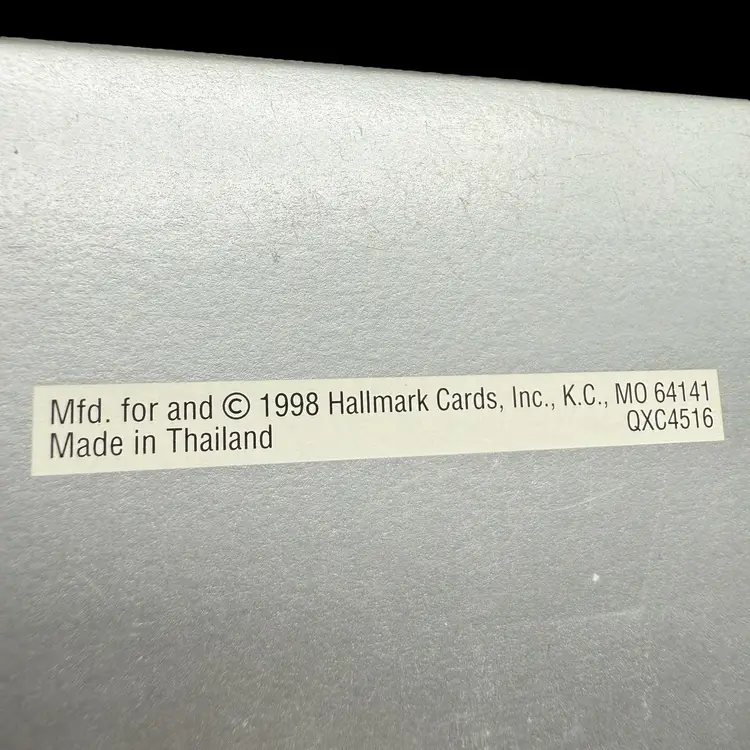 Mfd. for and © 1998 Hallmark Cards, Inc., K.C., MO 64141
Made in Thailand QXC4516